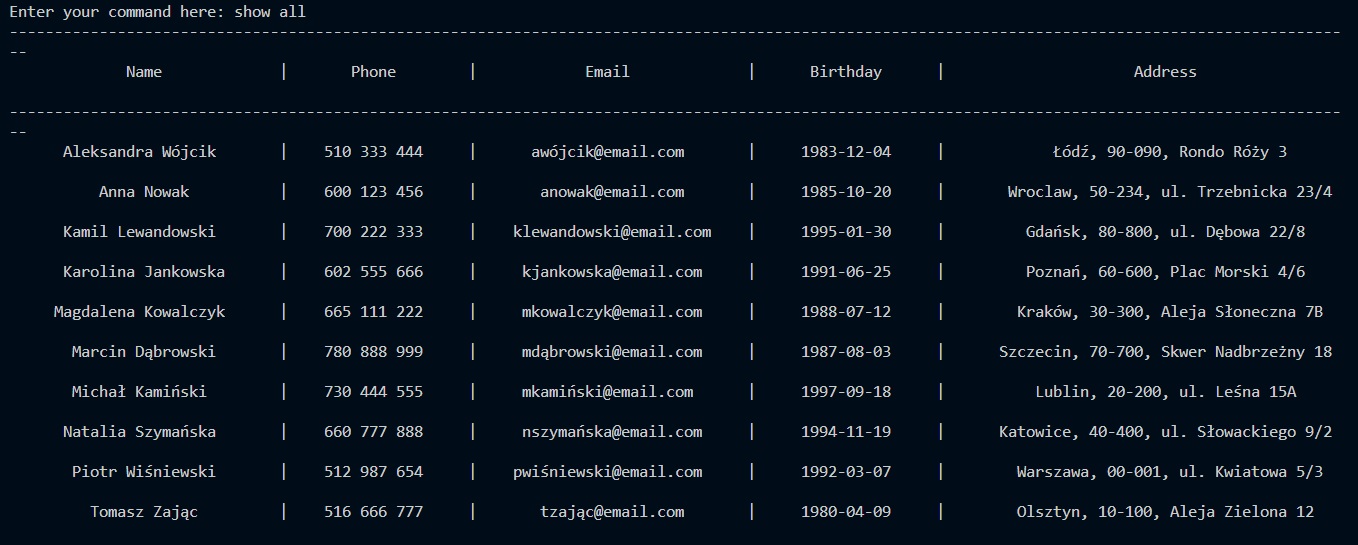 Enter your command here: show all
----------------------------------------------------------------------------------------------------------------------------------------------------
--
Name | Phone | Email | Birthday | Address
----------------------------------------------------------------------------------------------------------------------------------------------------
--
Aleksandra Wójcik | 510 333 444 | awójcik@email.com | 1983-12-04 | Łódź, 90-090, Rondo Róży 3
Anna Nowak | 600 123 456 | anowak@email.com | 1985-10-20 | Wroclaw, 50-234, ul. Trzebnicka 23/4
Kamil Lewandowski | 700 222 333 | klewandowski@email.com | 1995-01-30 | Gdańsk, 80-800, ul. Dębowa 22/8
Karolina Jankowska | 602 555 666 | kjankowska@email.com | 1991-06-25 | Poznań, 60-600, Plac Morski 4/6
Magdalena Kowalczyk | 665 111 222 | mkowalczyk@email.com | 1988-07-12 | Kraków, 30-300, Aleja Słoneczna 7B
Marcin Dąbrowski | 780 888 999 | mdąbrowski@email.com | 1987-08-03 | Szczecin, 70-700, Skwer Nadbrzeżny 18
Michał Kamiński | 730 444 555 | mkamiński@email.com | 1997-09-18 | Lublin, 20-200, ul. Leśna 15A
Natalia Szymańska | 660 777 888 | nszymańska@email.com | 1994-11-19 | Katowice, 40-400, ul. Słowackiego 9/2
Piotr Wiśniewski | 512 987 654 | pwiśniewski@email.com | 1992-03-07 | Warszawa, 00-001, ul. Kwiatowa 5/3
Tomasz Zając | 516 666 777 | tzając@email.com | 1980-04-09 | Olsztyn, 10-100, Aleja Zielona 12